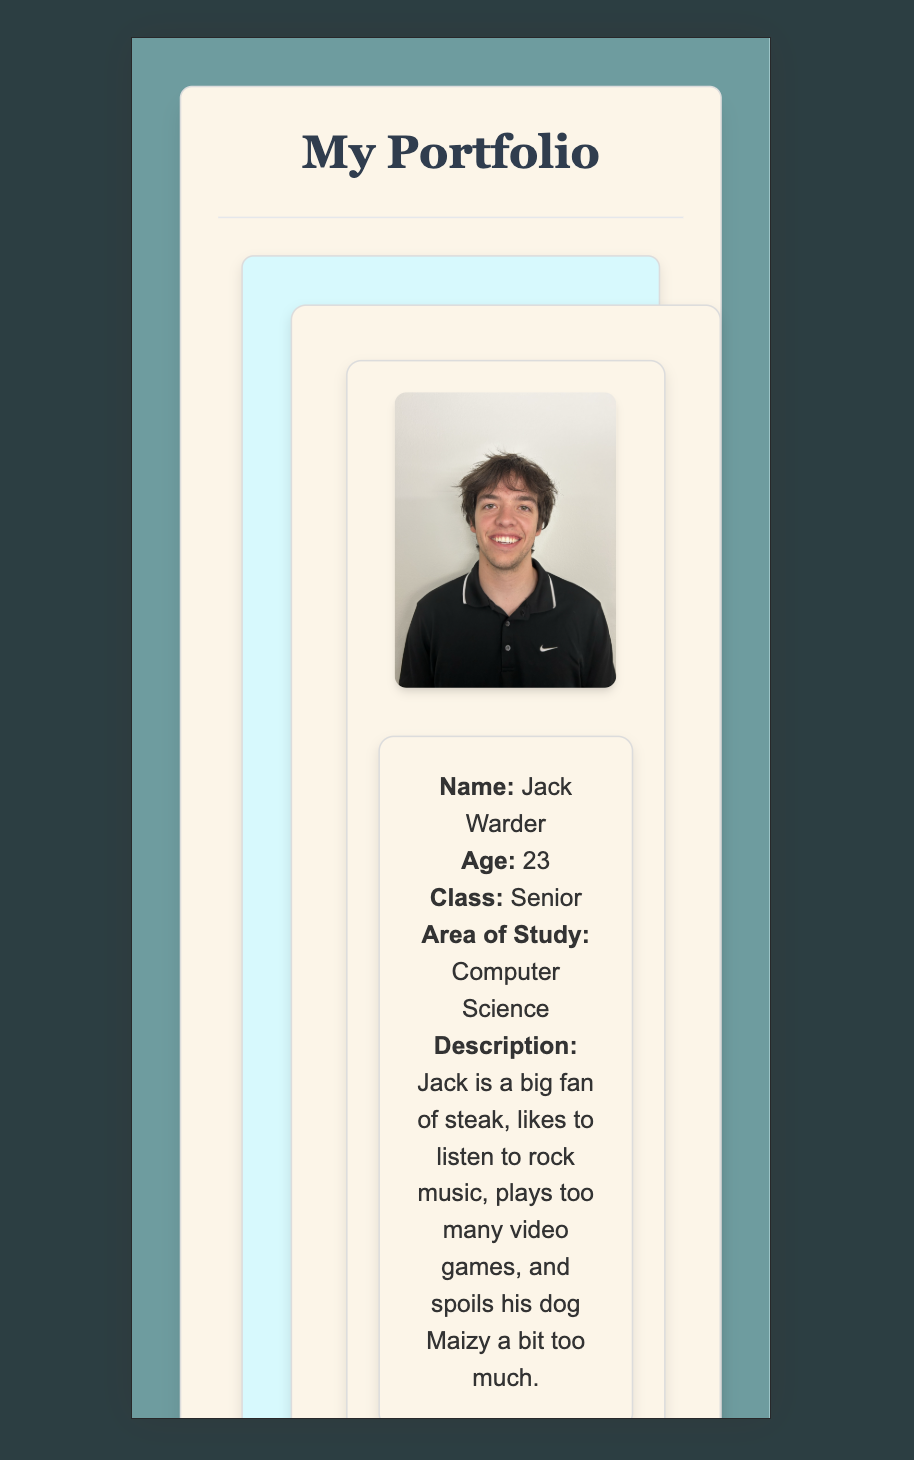 My Portfolio
Name: Jack
Warder
Age: 23
Class: Senior
Area of Study:
Computer
Science
Description:
Jack is a big fan
of steak, likes to
listen to rock
music, plays too
many video
games, and
spoils his dog
Maizy a bit too
much.